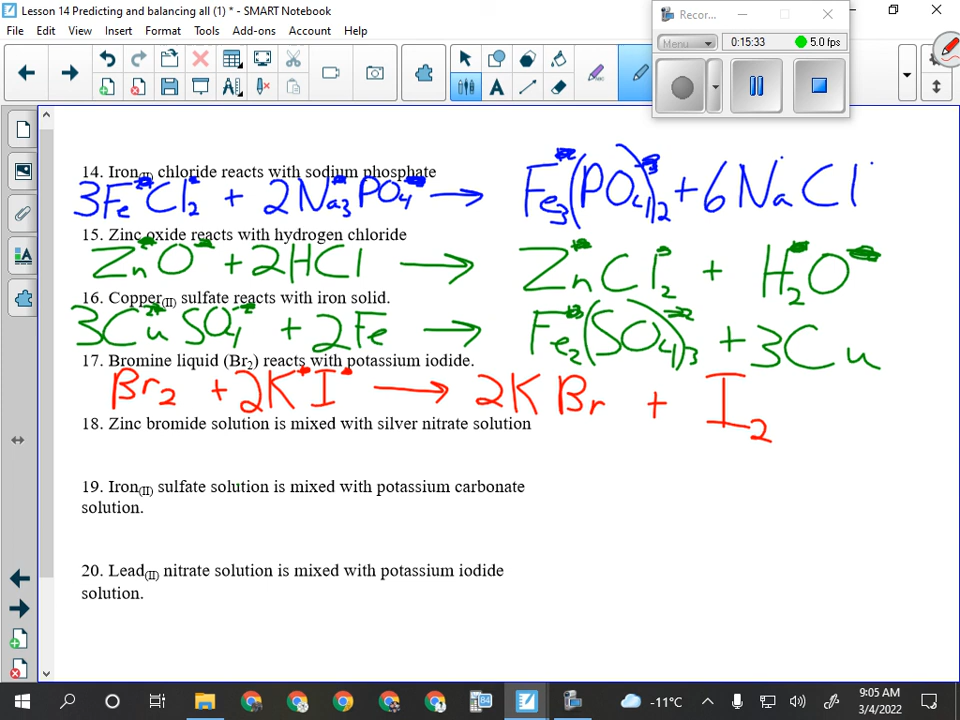 Lesson 14 Predicting and balancing all (1) * - SMART Notebook
Recor...
File Edit View Insert Format Tools Add-ons Account Help
Menu
0:15:33
5.0 fps
14. Iron(II) chloride reacts with sodium phosphate
3FeCl2 + 2Na3PO4 → Fe3(PO4)2 + 6NaCl
15. Zinc oxide reacts with hydrogen chloride
ZnO + 2HCl → ZnCl2 + H2O
16. Copper(II) sulfate reacts with iron solid.
3CuSO4 + 2Fe → Fe2(SO4)3 + 3Cu
17. Bromine liquid (Br2) reacts with potassium iodide.
Br2 + 2KI → 2KBr + I2
18. Zinc bromide solution is mixed with silver nitrate solution
19. Iron(II) sulfate solution is mixed with potassium carbonate
solution.
20. Lead(II) nitrate solution is mixed with potassium iodide
solution.
-11°C
9:05 AM
3/4/2022